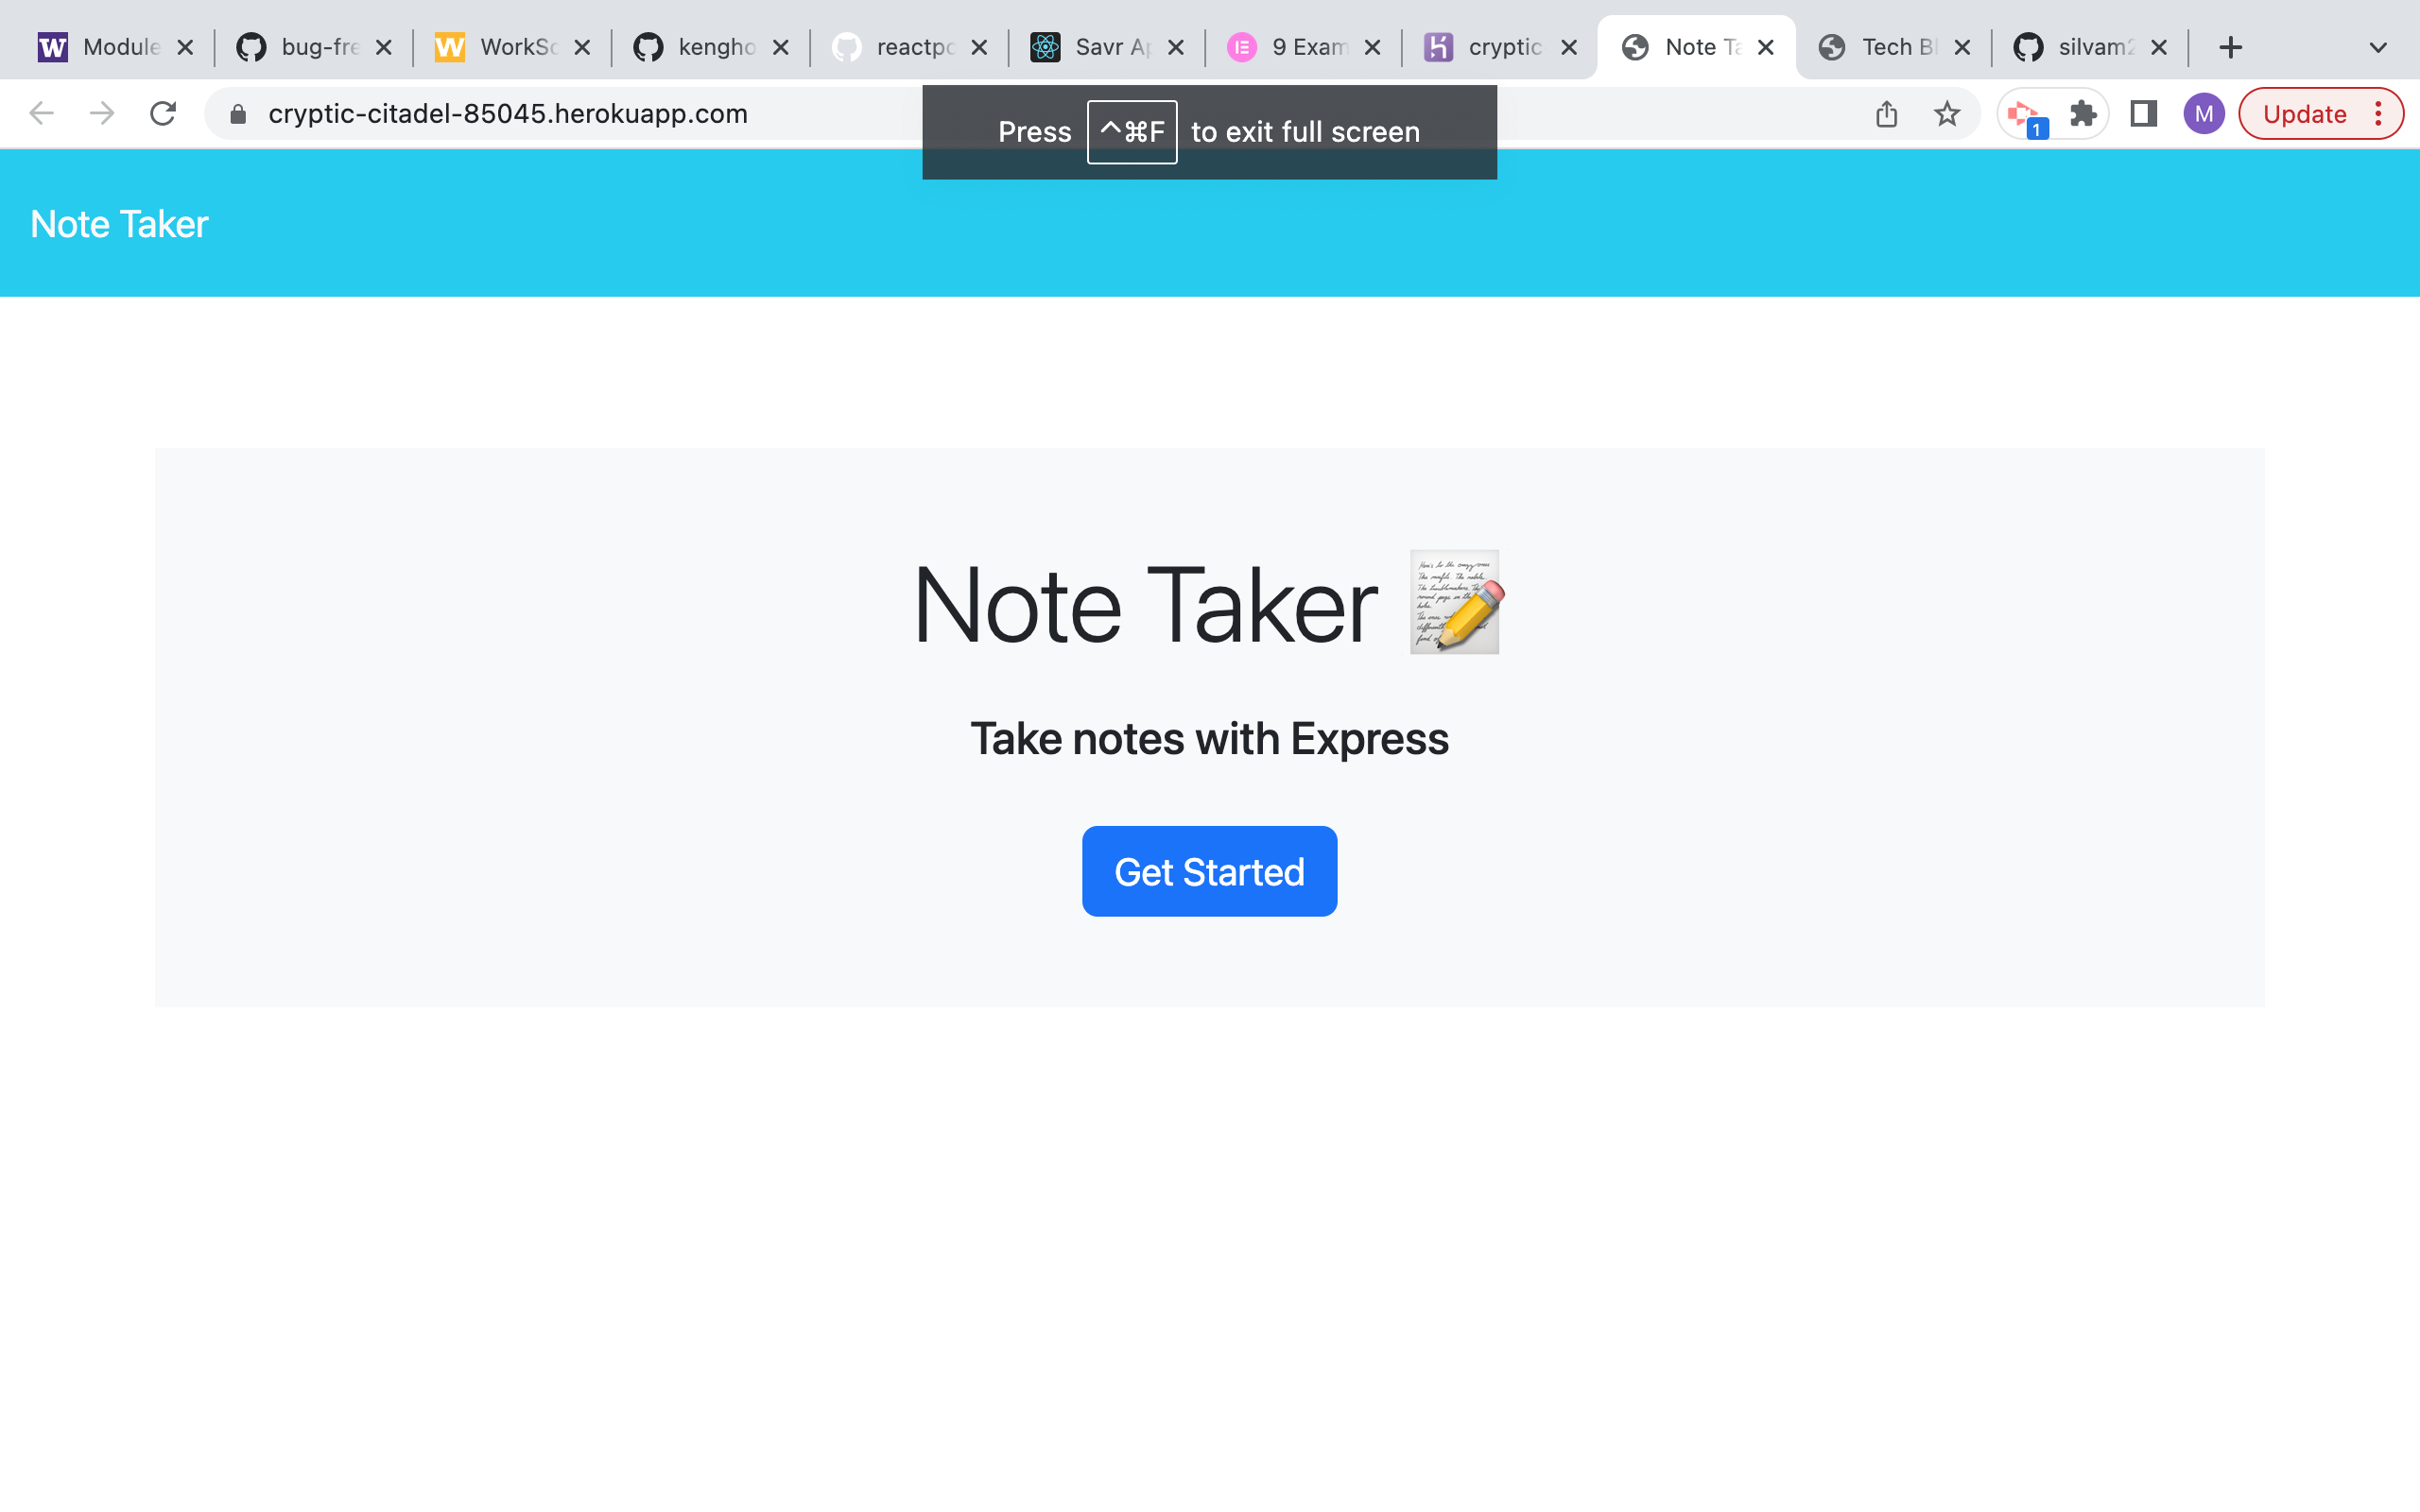 W Module
bug-fre
W WorkSc
kengho
reactpo
Savr Ap
9 Exam
cryptic
Note Ta
Tech Bl
silvam2
cryptic-citadel-85045.herokuapp.com
Press ^⌘F to exit full screen
1
M
Update
Note Taker
Note Taker
Take notes with Express
Get Started